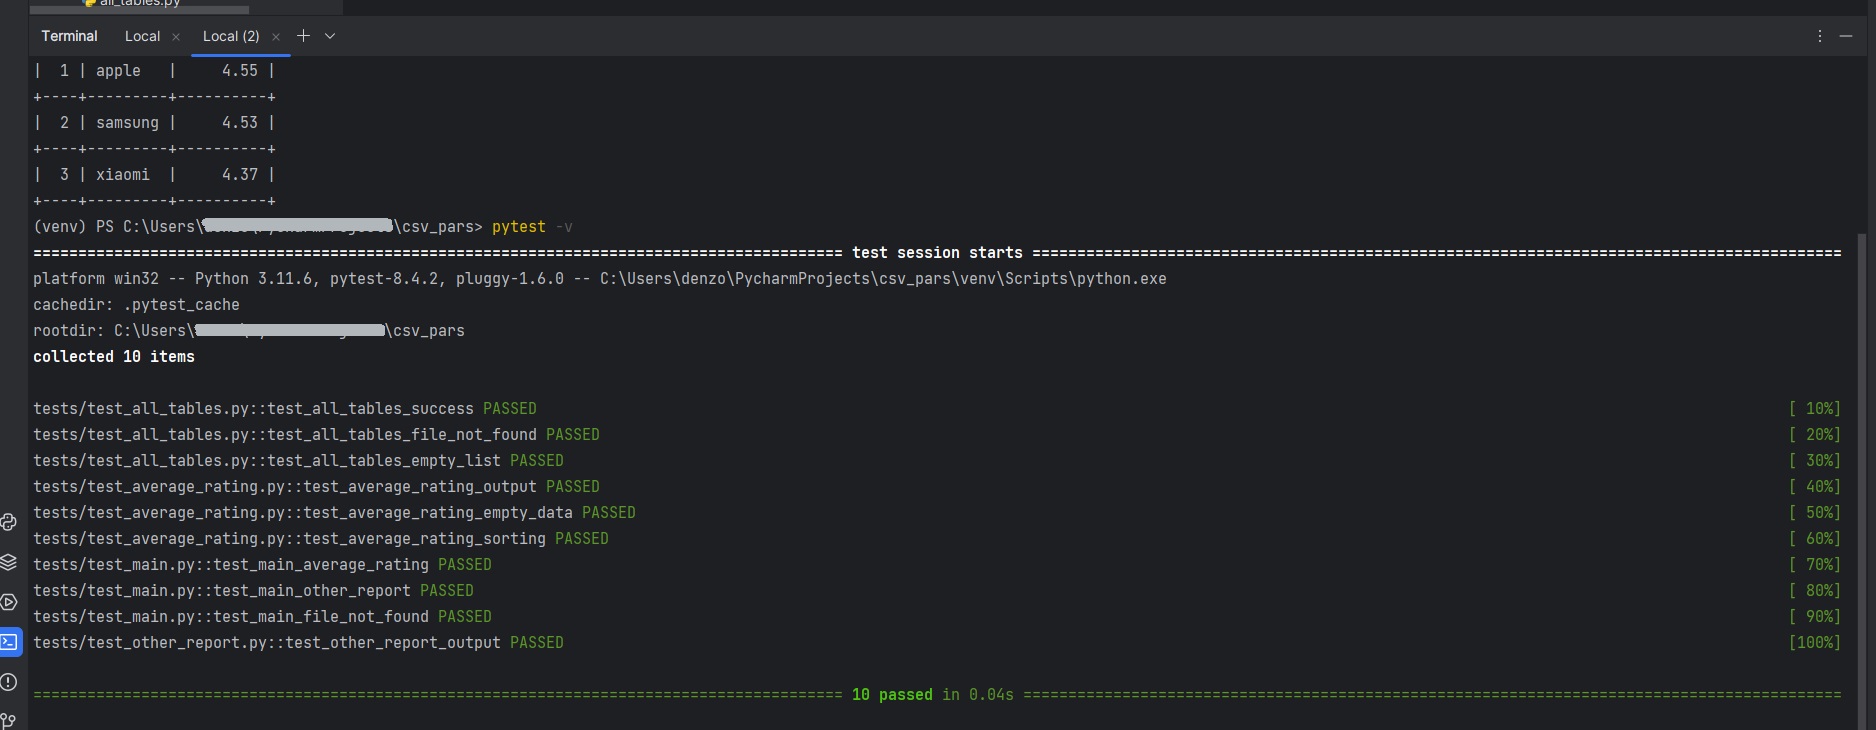 all_tables.py
Terminal Local Local (2)
|  1 | apple   |     4.55 |
+----+---------+----------+
|  2 | samsung |     4.53 |
+----+---------+----------+
|  3 | xiaomi  |     4.37 |
+----+---------+----------+
(venv) PS C:\Users\ \csv_pars> pytest -v
========================================================================================== test session starts ==========================================================================================
platform win32 -- Python 3.11.6, pytest-8.4.2, pluggy-1.6.0 -- C:\Users\denzo\PycharmProjects\csv_pars\venv\Scripts\python.exe
cachedir: .pytest_cache
rootdir: C:\Users\ \csv_pars
collected 10 items
tests/test_all_tables.py::test_all_tables_success PASSED [ 10%]
tests/test_all_tables.py::test_all_tables_file_not_found PASSED [ 20%]
tests/test_all_tables.py::test_all_tables_empty_list PASSED [ 30%]
tests/test_average_rating.py::test_average_rating_output PASSED [ 40%]
tests/test_average_rating.py::test_average_rating_empty_data PASSED [ 50%]
tests/test_average_rating.py::test_average_rating_sorting PASSED [ 60%]
tests/test_main.py::test_main_average_rating PASSED [ 70%]
tests/test_main.py::test_main_other_report PASSED [ 80%]
tests/test_main.py::test_main_file_not_found PASSED [ 90%]
tests/test_other_report.py::test_other_report_output PASSED [100%]
========================================================================================== 10 passed in 0.04s ===========================================================================================